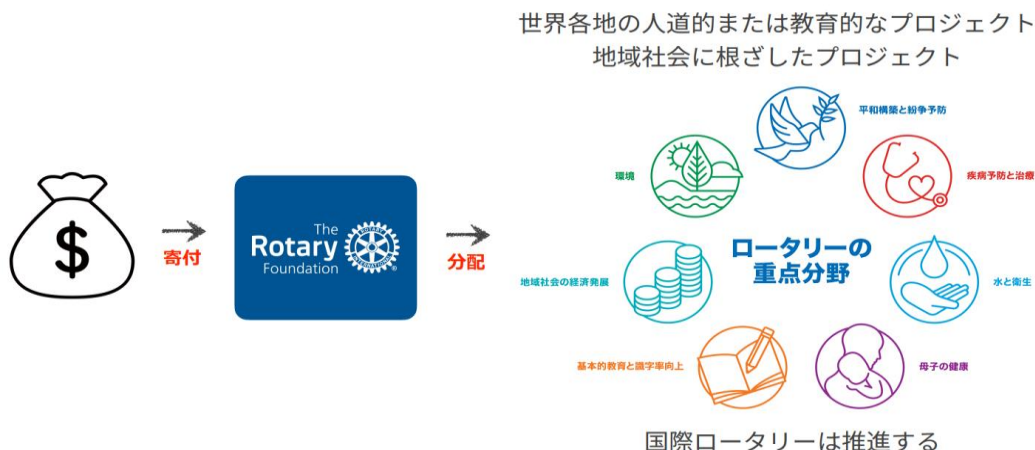 世界各地の人道的または教育的なプロジェクト
地域社会に根ざしたプロジェクト
$
寄付
The
Rotary
Foundation
分配
平和構築と紛争予防
環境
疾病予防と治療
ロータリーの
重点分野
地域社会の経済発展
水と衛生
基本的教育と識字率向上
母子の健康
国際ロータリーは推進する